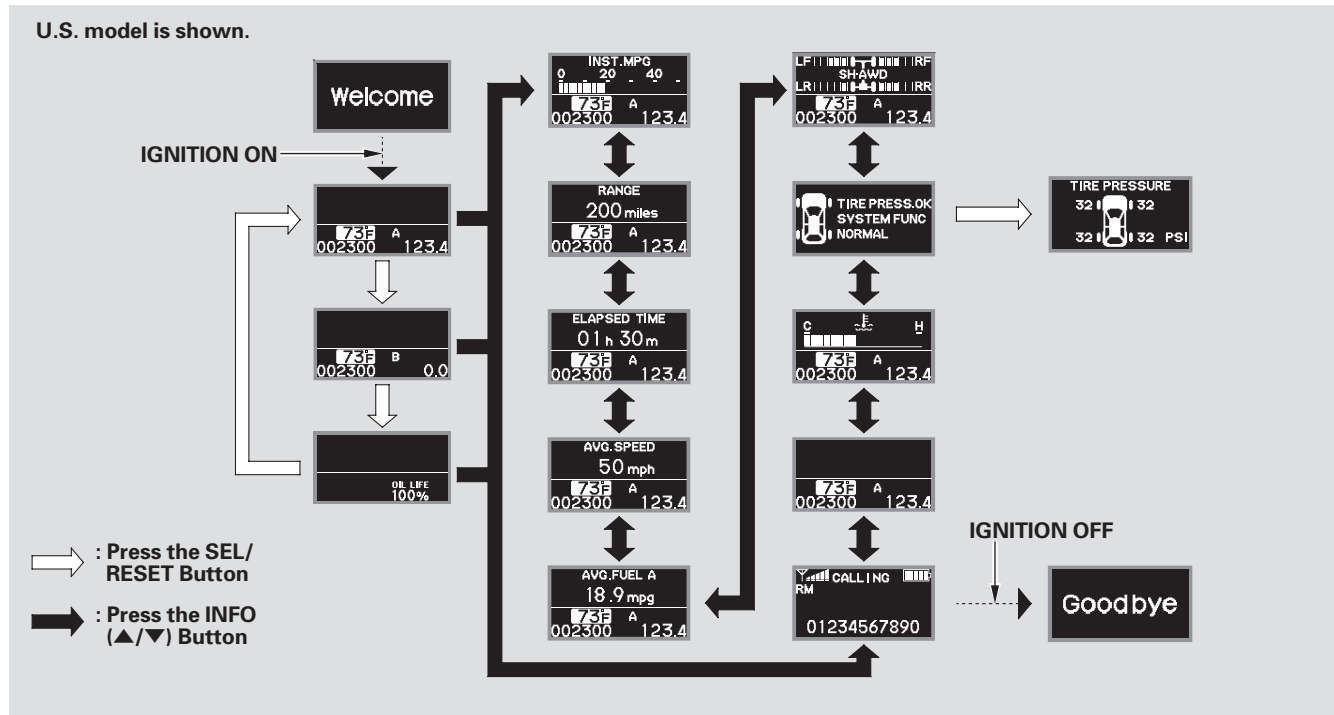 U.S. model is shown.
Welcome
IGNITION ON
73°F A
002300 123.4
73°F B
002300 0.0
OIL LIFE
100%
: Press the SEL/
RESET Button
: Press the INFO
(▲/▼) Button
INST.MPG
0 20 40
73°F A
002300 123.4
RANGE
200 miles
73°F A
002300 123.4
ELAPSED TIME
01h 30m
73°F A
002300 123.4
AVG.SPEED
50 mph
73°F A
002300 123.4
AVG.FUEL A
18.9 mpg
73°F A
002300 123.4
LF RF
SH-AWD
LR RR
73°F A
002300 123.4
TIRE PRESS.OK
SYSTEM FUNC
NORMAL
C H
73°F A
002300 123.4
73°F A
002300 123.4
CALLING
RM
01234567890
TIRE PRESSURE
32 32
32 32 PSI
IGNITION OFF
Goodbye